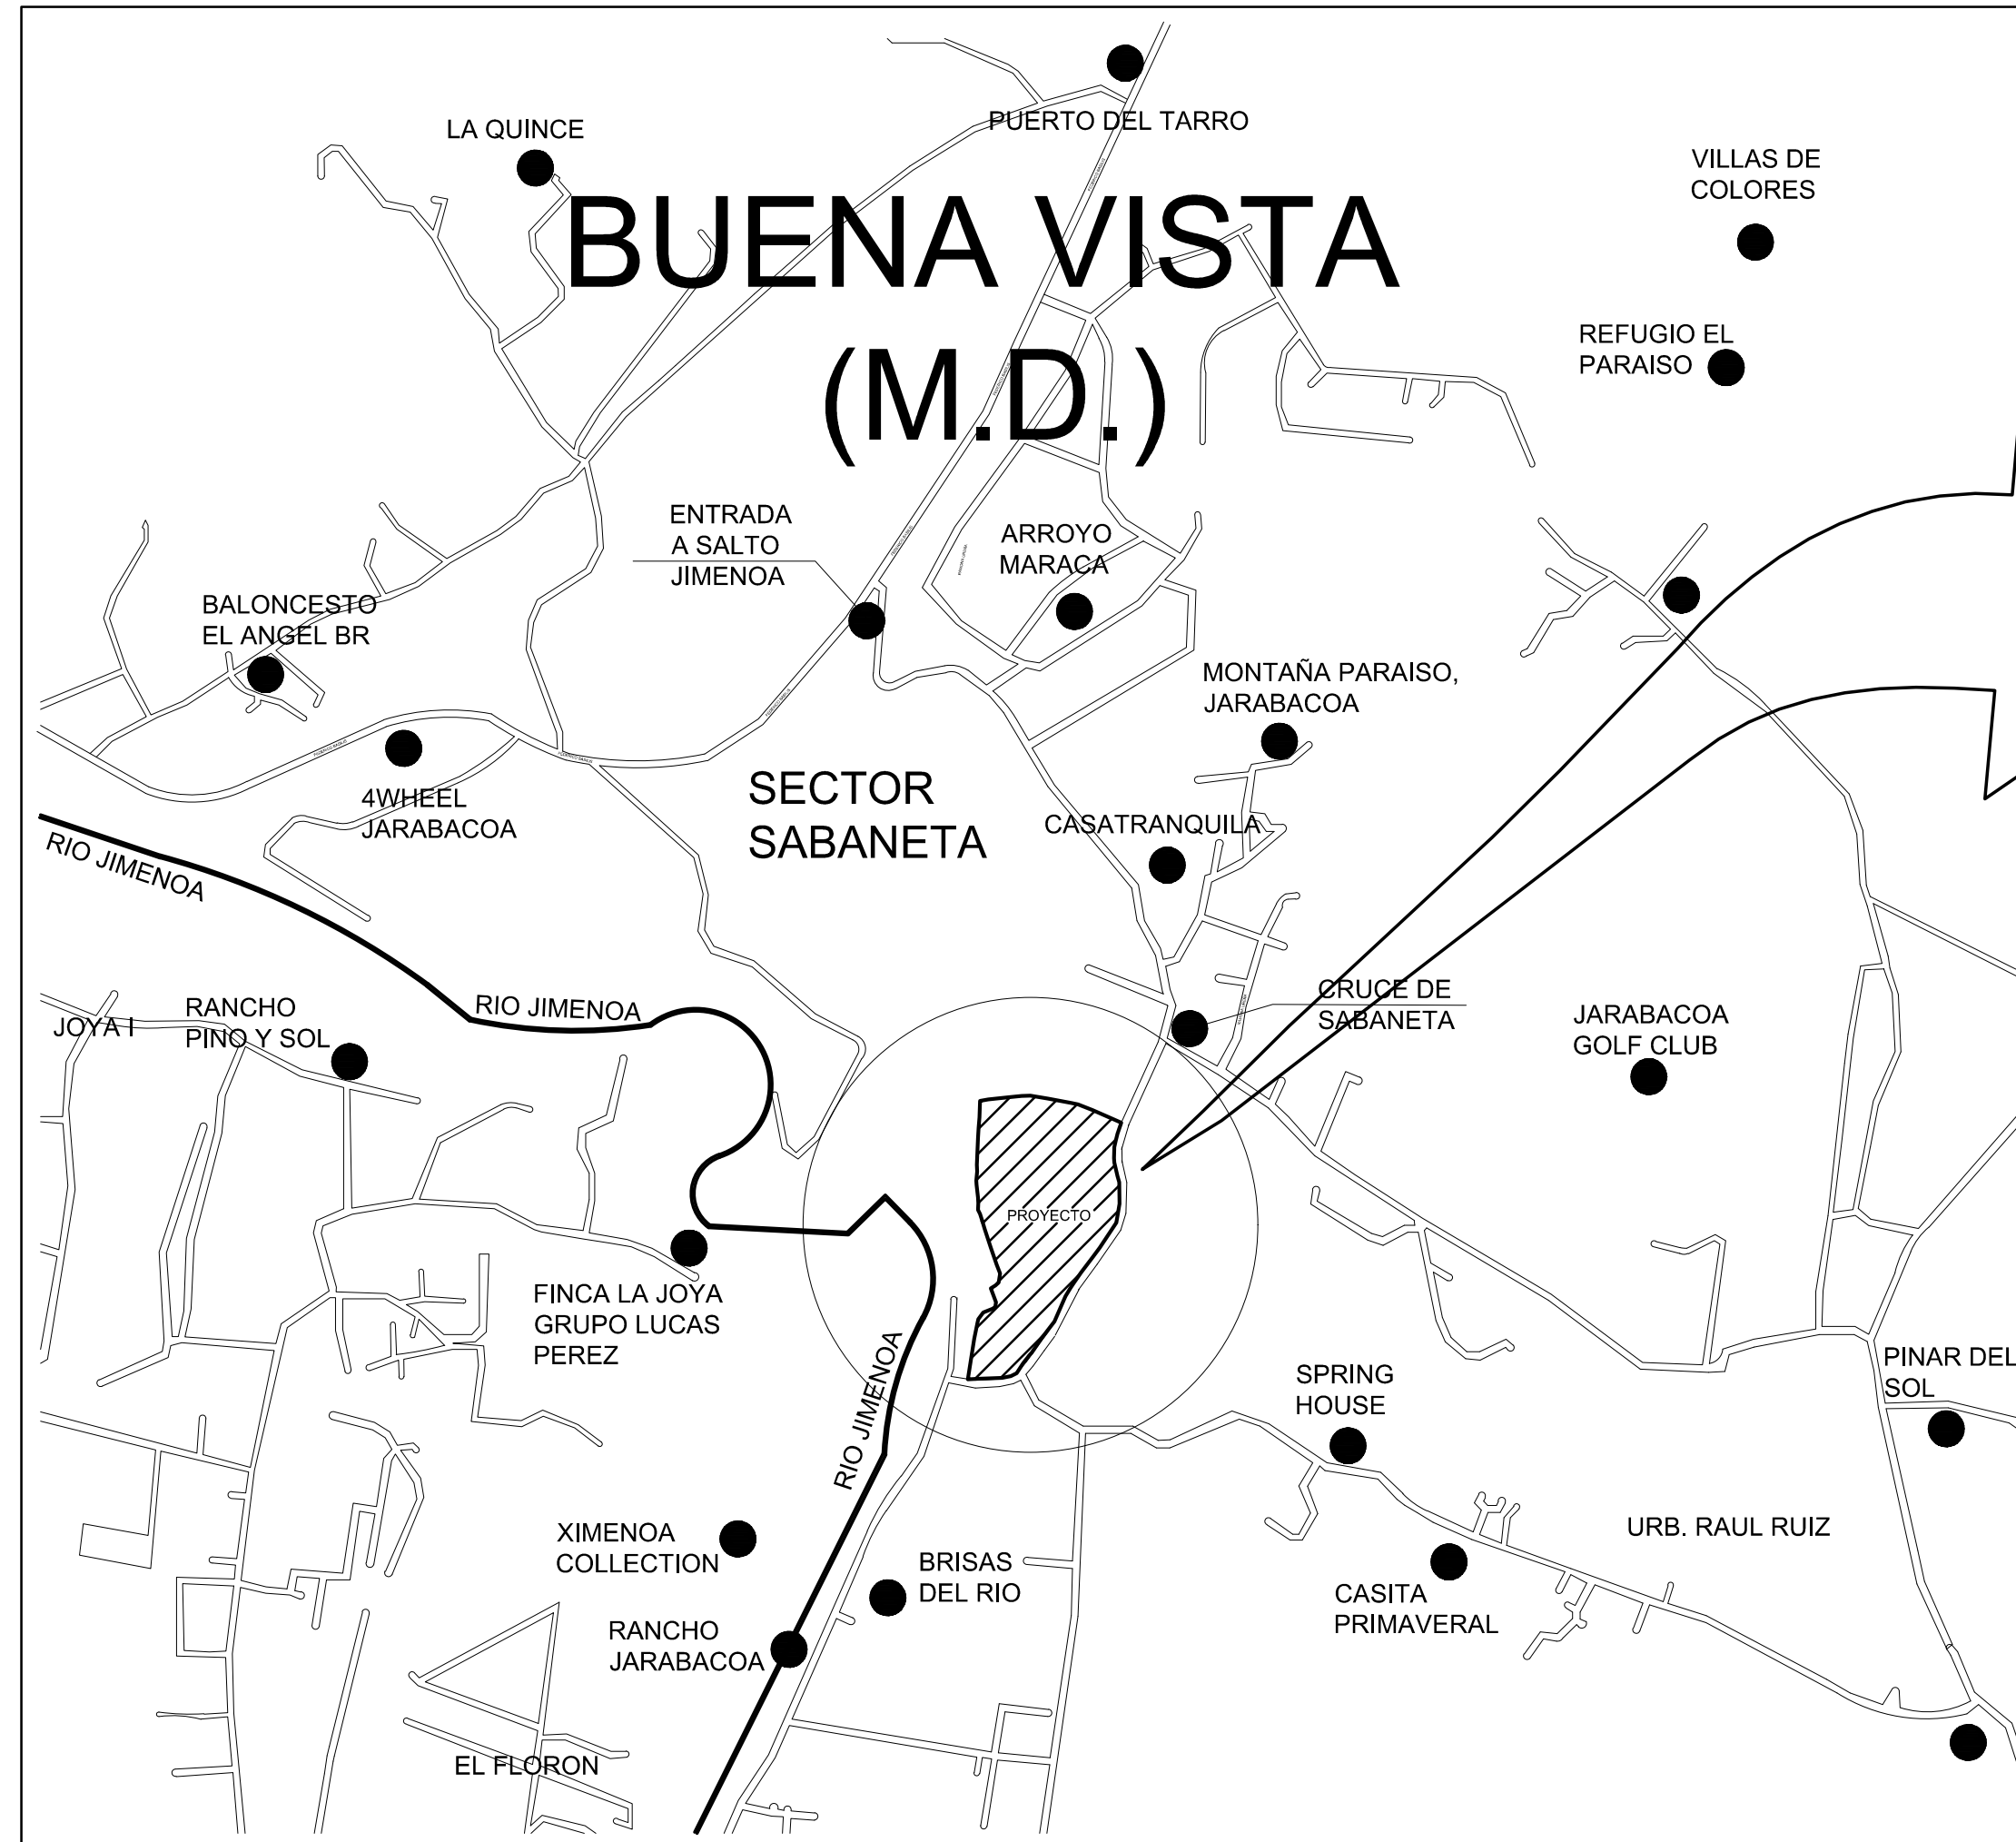 PUERTO DEL TARRO
LA QUINCE
VILLAS DE
COLORES
BUENA VISTA
(M.D.)
REFUGIO EL
PARAISO
ENTRADA
A SALTO
JIMENOA
ARROYO
MARACA
BALONCESTO
EL ANGEL BR
MONTAÑA PARAISO,
JARABACOA
SECTOR
SABANETA
4WHEEL
JARABACOA
CASATRANQUILA
RIO JIMENOA
RIO JIMENOA
JOYA I
RANCHO
PINO Y SOL
CRUCE DE
SABANETA
JARABACOA
GOLF CLUB
PROYECTO
FINCA LA JOYA
GRUPO LUCAS
PEREZ
RIO JIMENOA
SPRING
HOUSE
PINAR DEL
SOL
XIMENOA
COLLECTION
URB. RAUL RUIZ
BRISAS
DEL RIO
CASITA
PRIMAVERAL
RANCHO
JARABACOA
EL FLORON